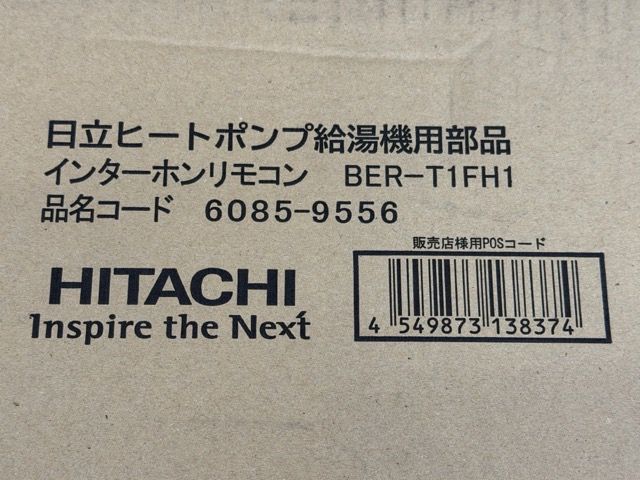 日立ヒートポンプ給湯機用部品
インターホンリモコン BER-T1FH1
品名コード 6085-9556
販売店様用POSコード
HITACHI
Inspire the Next
4 549873 138374